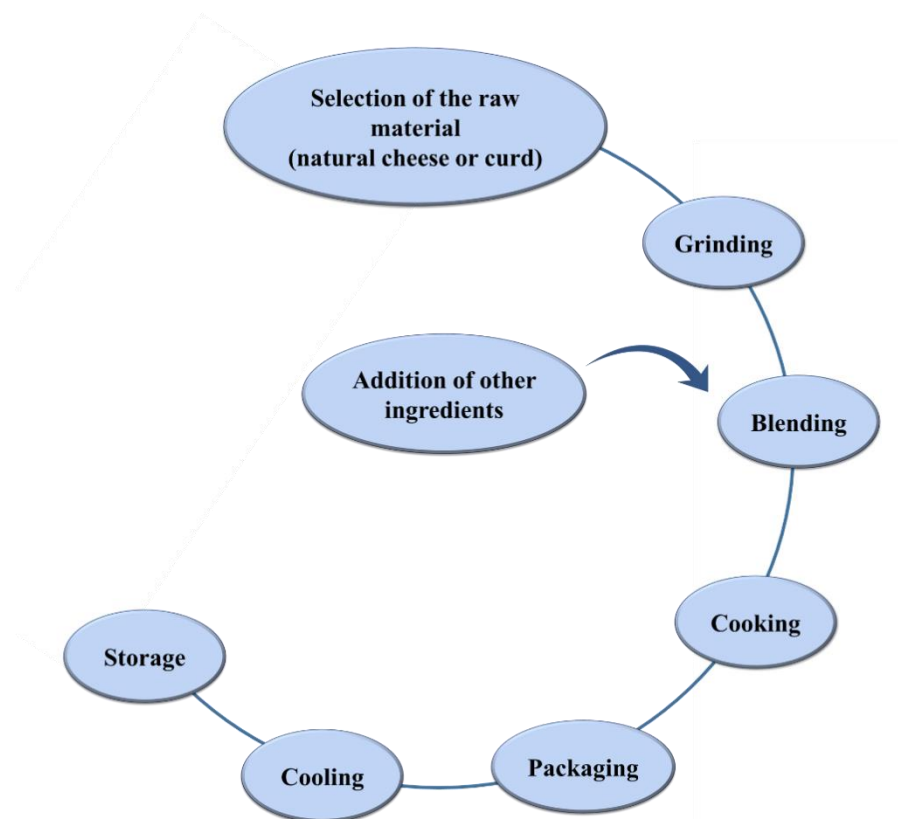 Selection of the raw
material
(natural cheese or curd)
Grinding
Addition of other
ingredients
Blending
Cooking
Packaging
Cooling
Storage